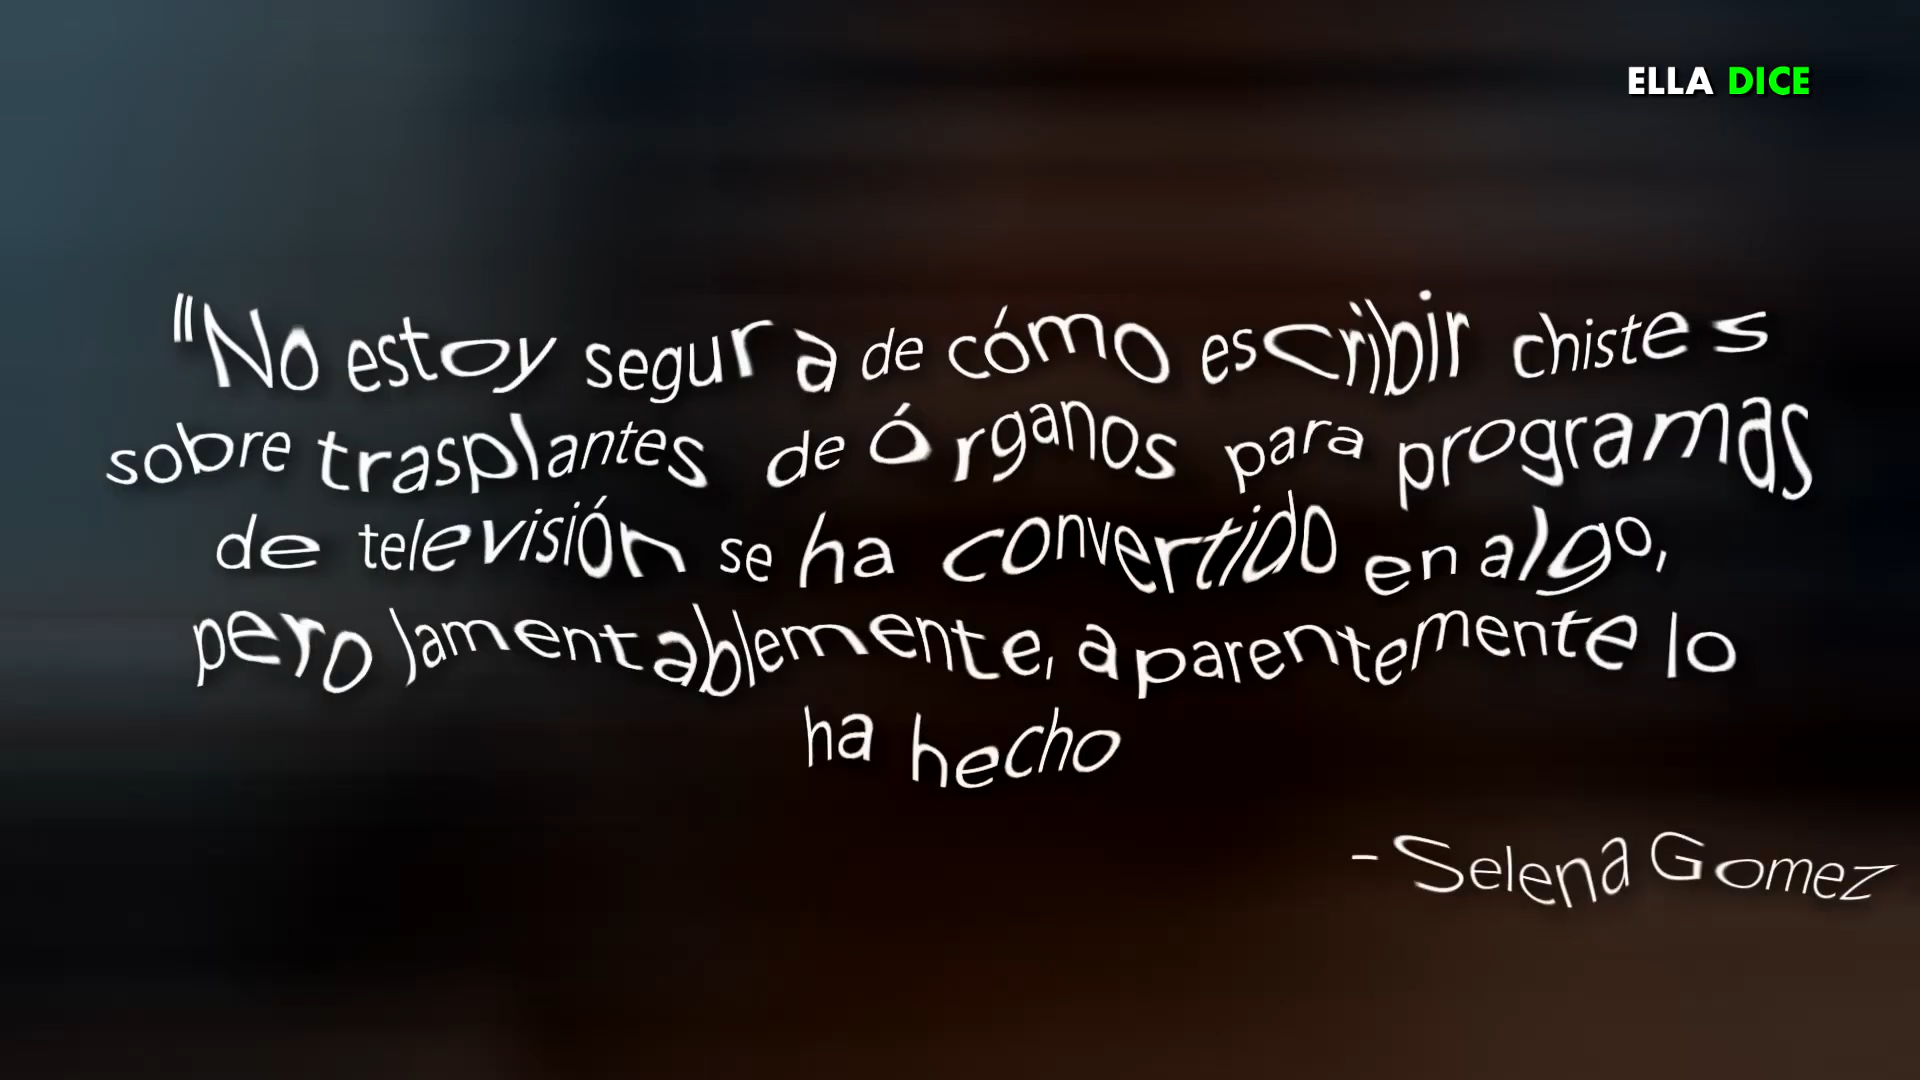 ELLA DICE
"No estoy segura de cómo escribir chistes
sobre trasplantes de órganos para programas
de televisión se ha convertido en algo,
pero lamentablemente, aparentemente lo
ha hecho
- Selena Gomez